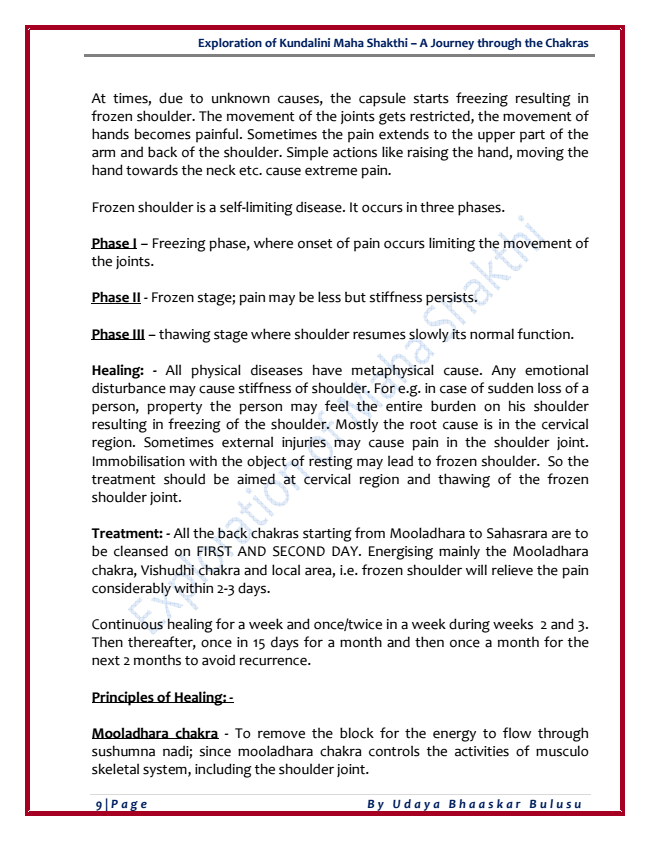 Exploration of Kundalini Maha Shakthi – A Journey through the Chakras
At times, due to unknown causes, the capsule starts freezing resulting in
frozen shoulder. The movement of the joints gets restricted, the movement of
hands becomes painful. Sometimes the pain extends to the upper part of the
arm and back of the shoulder. Simple actions like raising the hand, moving the
hand towards the neck etc. cause extreme pain.
Frozen shoulder is a self-limiting disease. It occurs in three phases.
Phase I – Freezing phase, where onset of pain occurs limiting the movement of
the joints.
Phase II - Frozen stage; pain may be less but stiffness persists.
Phase III – thawing stage where shoulder resumes slowly its normal function.
Healing: - All physical diseases have metaphysical cause. Any emotional
disturbance may cause stiffness of shoulder. For e.g. in case of sudden loss of a
person, property the person may feel the entire burden on his shoulder
resulting in freezing of the shoulder. Mostly the root cause is in the cervical
region. Sometimes external injuries may cause pain in the shoulder joint.
Immobilisation with the object of resting may lead to frozen shoulder. So the
treatment should be aimed at cervical region and thawing of the frozen
shoulder joint.
Treatment: - All the back chakras starting from Mooladhara to Sahasrara are to
be cleansed on FIRST AND SECOND DAY. Energising mainly the Mooladhara
chakra, Vishudhi chakra and local area, i.e. frozen shoulder will relieve the pain
considerably within 2-3 days.
Continuous healing for a week and once/twice in a week during weeks 2 and 3.
Then thereafter, once in 15 days for a month and then once a month for the
next 2 months to avoid recurrence.
Principles of Healing: -
Mooladhara chakra - To remove the block for the energy to flow through
sushumna nadi; since mooladhara chakra controls the activities of musculo
skeletal system, including the shoulder joint.
9|Page By Udaya Bhaaskar Bulusu
Exploration of Maha Shakthi